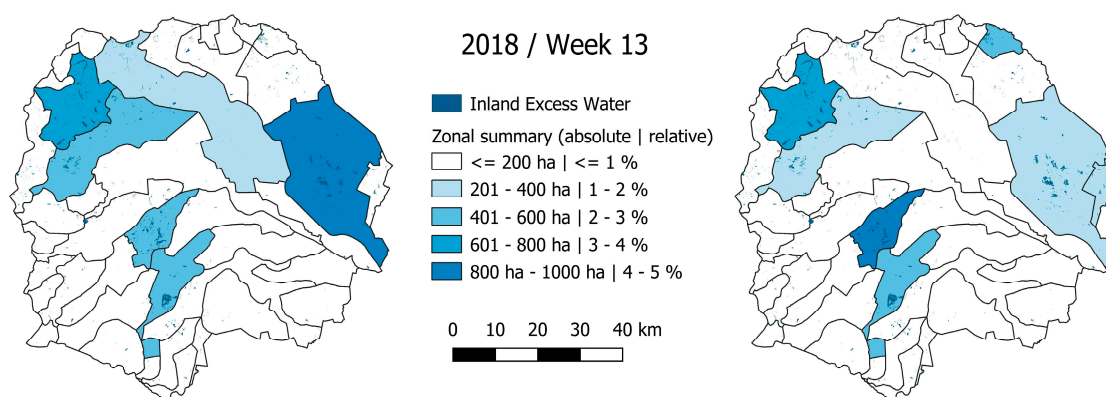 2018 / Week 13
Inland Excess Water
Zonal summary (absolute | relative)
<= 200 ha | <= 1 %
201 - 400 ha | 1 - 2 %
401 - 600 ha | 2 - 3 %
601 - 800 ha | 3 - 4 %
800 ha - 1000 ha | 4 - 5 %
0 10 20 30 40 km